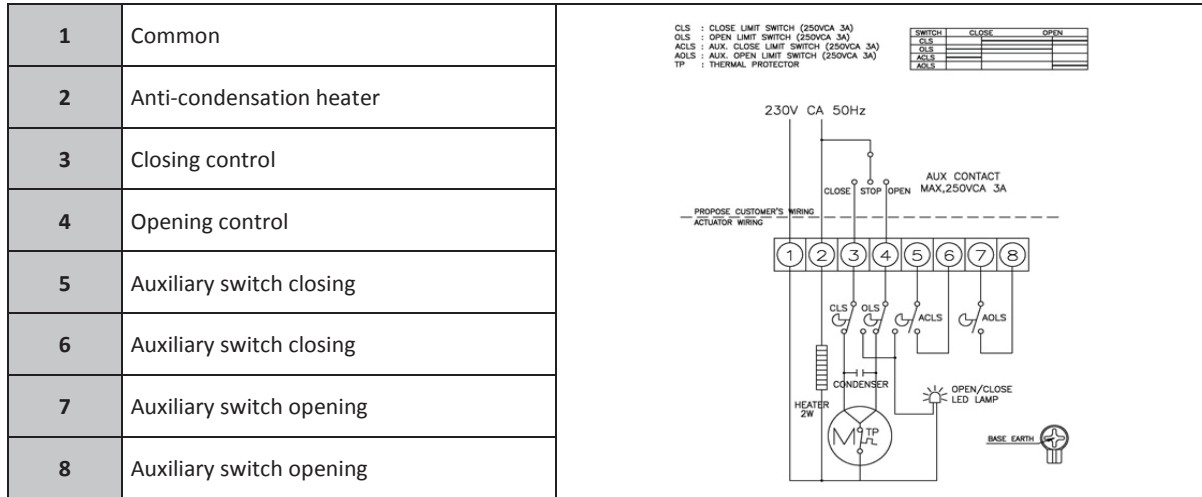 1 Common
2 Anti-condensation heater
3 Closing control
4 Opening control
5 Auxiliary switch closing
6 Auxiliary switch closing
7 Auxiliary switch opening
8 Auxiliary switch opening
CLS : CLOSE LIMIT SWITCH (250VCA 3A)
OLS : OPEN LIMIT SWITCH (250VCA 3A)
ACLS : AUX. CLOSE LIMIT SWITCH (250VCA 3A)
AOLS : AUX. OPEN LIMIT SWITCH (250VCA 3A)
TP : THERMAL PROTECTOR
SWITCH CLOSE OPEN
CLS
OLS
ACLS
AOLS
230V CA 50Hz
CLOSE STOP OPEN
AUX CONTACT
MAX,250VCA 3A
PROPOSE CUSTOMER'S WIRING
ACTUATOR WIRING
1 2 3 4 5 6 7 8
CLS OLS ACLS AOLS
CONDENSER
HEATER
2W
OPEN/CLOSE
LED LAMP
M TP
BASE EARTH